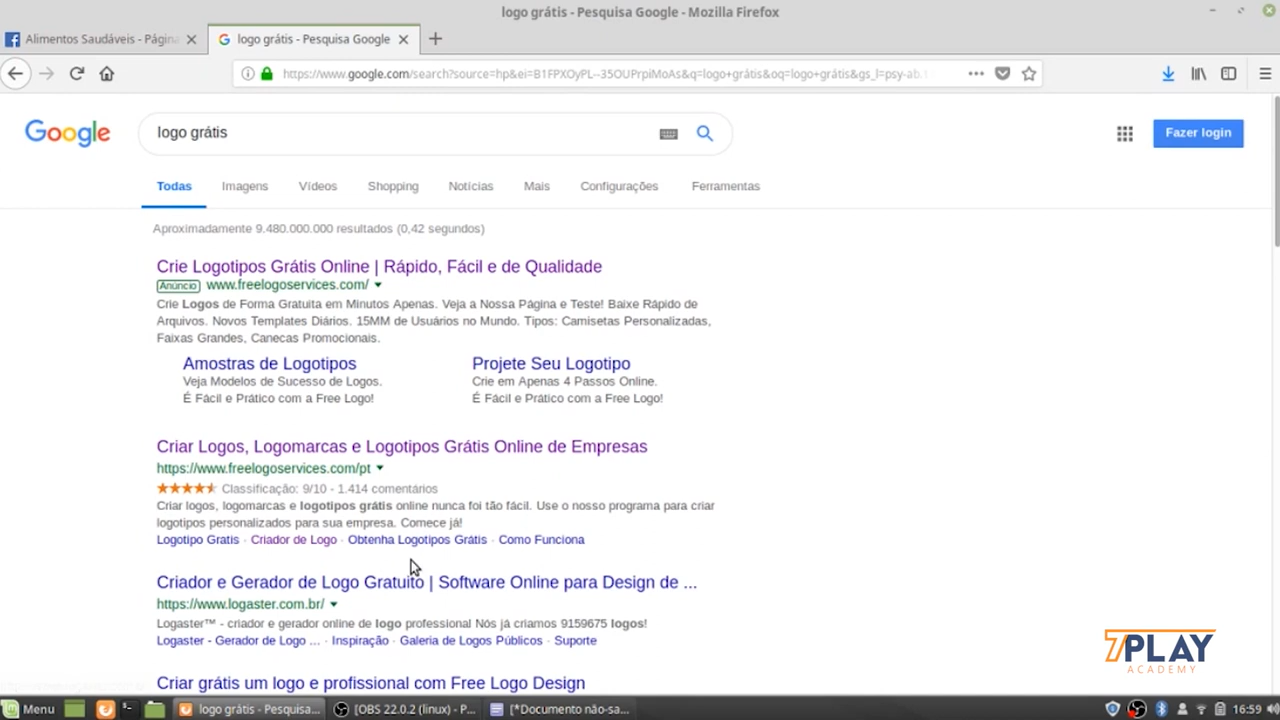 logo grátis - Pesquisa Google - Mozilla Firefox
Alimentos Saudáveis - Página
logo grátis - Pesquisa Google
https://www.google.com/search?source=hp&ei=B1FPXOyPL--35OUPrpiMoAs&q=logo+grátis&oq=logo+grátis&gs_l=psy-ab.
Google
logo grátis
Fazer login
Todas Imagens Vídeos Shopping Notícias Mais Configurações Ferramentas
Aproximadamente 9.480.000.000 resultados (0,42 segundos)
Crie Logotipos Grátis Online | Rápido, Fácil e de Qualidade
Anúncio www.freelogoservices.com/
Crie Logos de Forma Gratuita em Minutos Apenas. Veja a Nossa Página e Teste! Baixe Rápido de
Arquivos. Novos Templates Diários. 15MM de Usuários no Mundo. Tipos: Camisetas Personalizadas,
Faixas Grandes, Canecas Promocionais.
Amostras de Logotipos
Veja Modelos de Sucesso de Logos.
É Fácil e Prático com a Free Logo!
Projete Seu Logotipo
Crie em Apenas 4 Passos Online.
É Fácil e Prático com a Free Logo!
Criar Logos, Logomarcas e Logotipos Grátis Online de Empresas
https://www.freelogoservices.com/pt
Classificação: 9/10 - 1.414 comentários
Criar logos, logomarcas e logotipos grátis online nunca foi tão fácil. Use o nosso programa para criar
logotipos personalizados para sua empresa. Comece já!
Logotipo Gratis · Criador de Logo · Obtenha Logotipos Grátis · Como Funciona
Criador e Gerador de Logo Gratuito | Software Online para Design de ...
https://www.logaster.com.br/
Logaster™ - criador e gerador online de logo professional Nós já criamos 9159675 logos!
Logaster - Gerador de Logo ... · Inspiração · Galeria de Logos Públicos · Suporte
Criar grátis um logo e profissional com Free Logo Design
7PLAY
ACADEMY
Menu
logo grátis - Pesquisa...
[OBS 22.0.2 (linux) - P...
[*Documento não-sa...
16:59